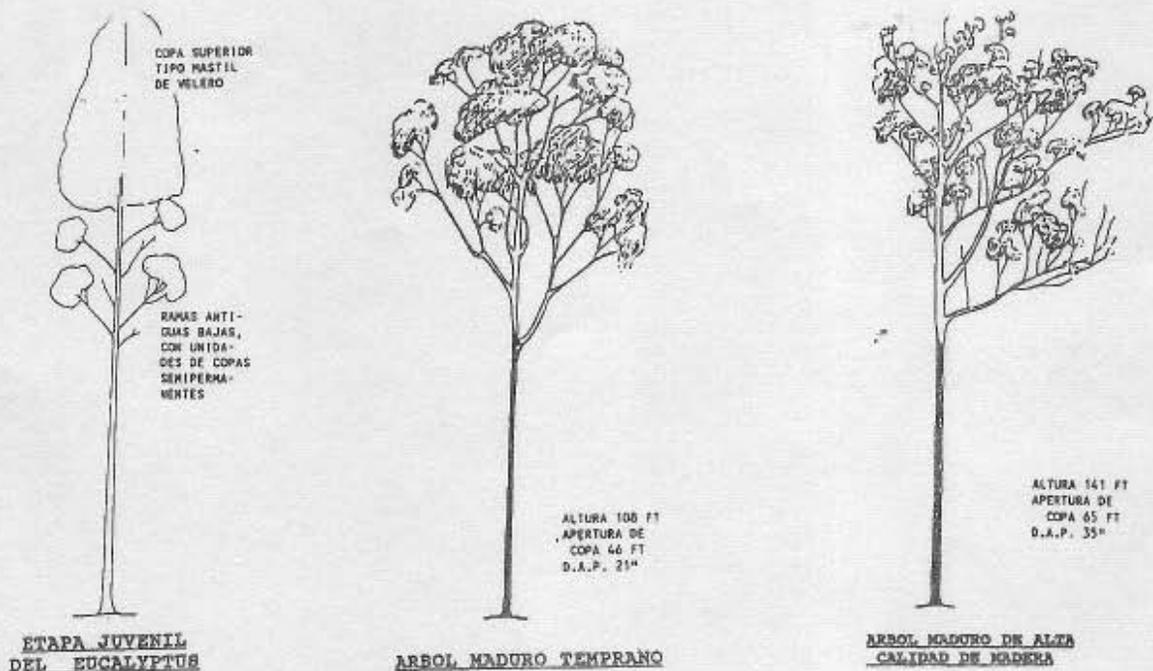 COPA SUPERIOR
TIPO MASTIL
DE VELERO
RAMAS ANTI-
GUAS BAJAS,
CON UNIDA-
DES DE COPAS
SEMIPERMA-
NENTES
ETAPA JUVENIL
DEL EUCALYPTUS
ALTURA 108 FT
APERTURA DE
COPA 46 FT
D.A.P. 21"
ARBOL MADURO TEMPRANO
ALTURA 141 FT
APERTURA DE
COPA 65 FT
D.A.P. 35"
ARBOL MADURO DE ALTA
CALIDAD DE MADERA